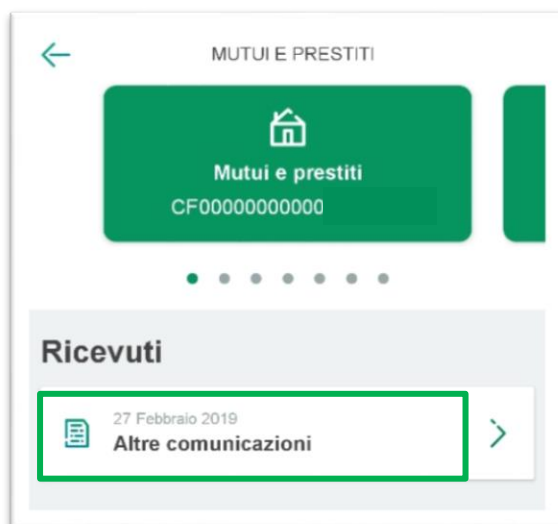 MUTUI E PRESTITI
Mutui e prestiti
CF00000000000
Ricevuti
27 Febbraio 2019
Altre comunicazioni